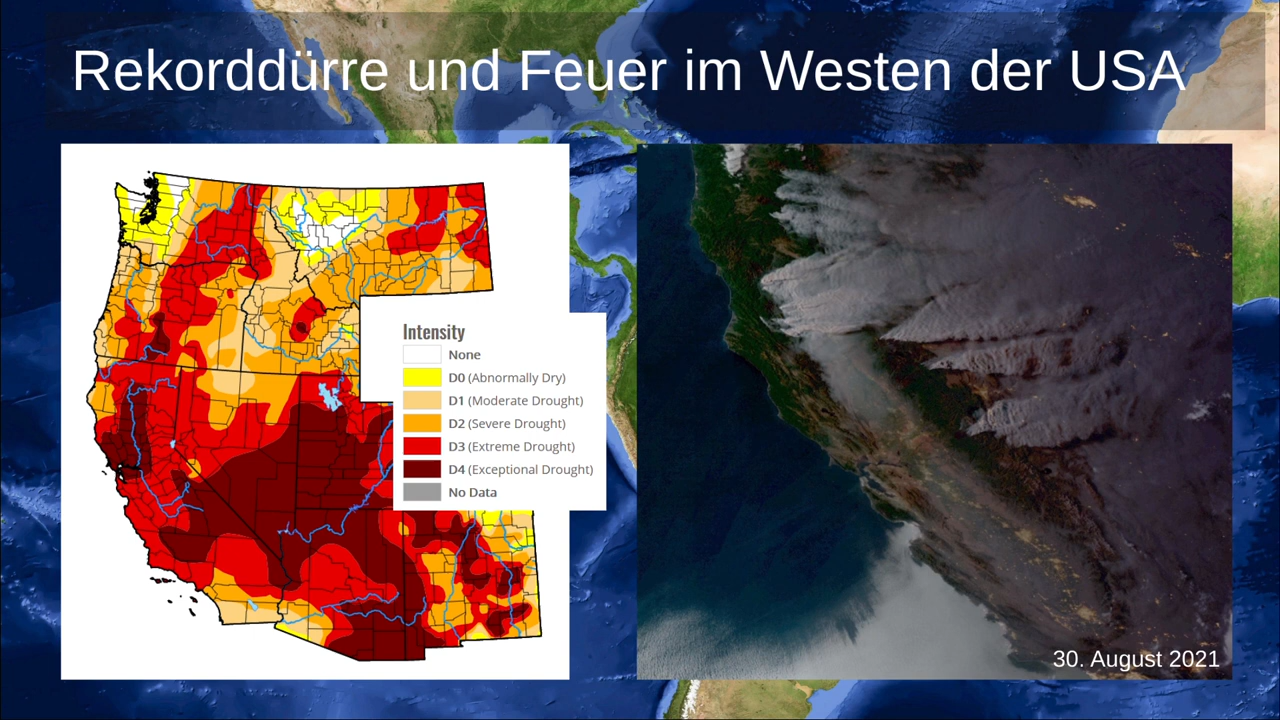 Rekorddürre und Feuer im Westen der USA
Intensity
None
D0 (Abnormally Dry)
D1 (Moderate Drought)
D2 (Severe Drought)
D3 (Extreme Drought)
D4 (Exceptional Drought)
No Data
30. August 2021